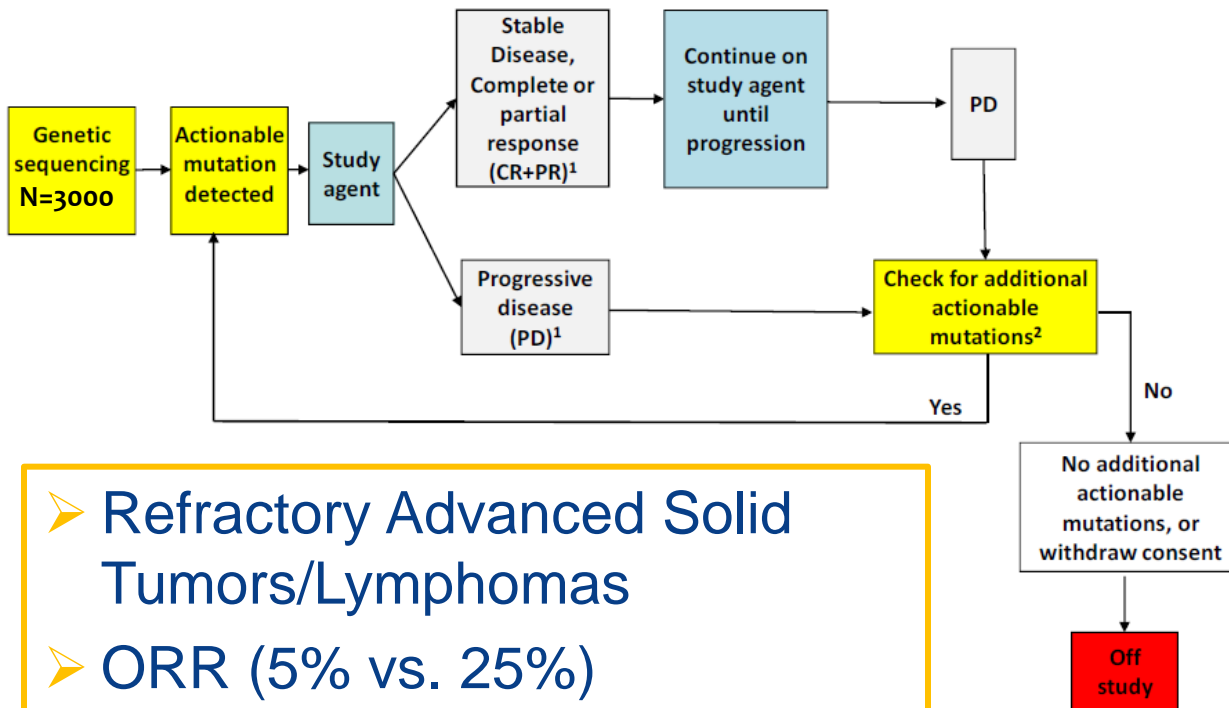 Genetic
sequencing
N=3000
Actionable
mutation
detected
Study
agent
Stable
Disease,
Complete or
partial
response
(CR+PR)¹
Continue on
study agent
until
progression
PD
Progressive
disease
(PD)¹
Check for additional
actionable
mutations²
Yes
No
No additional
actionable
mutations, or
withdraw consent
Off
study
➢ Refractory Advanced Solid
Tumors/Lymphomas
➢ ORR (5% vs. 25%)